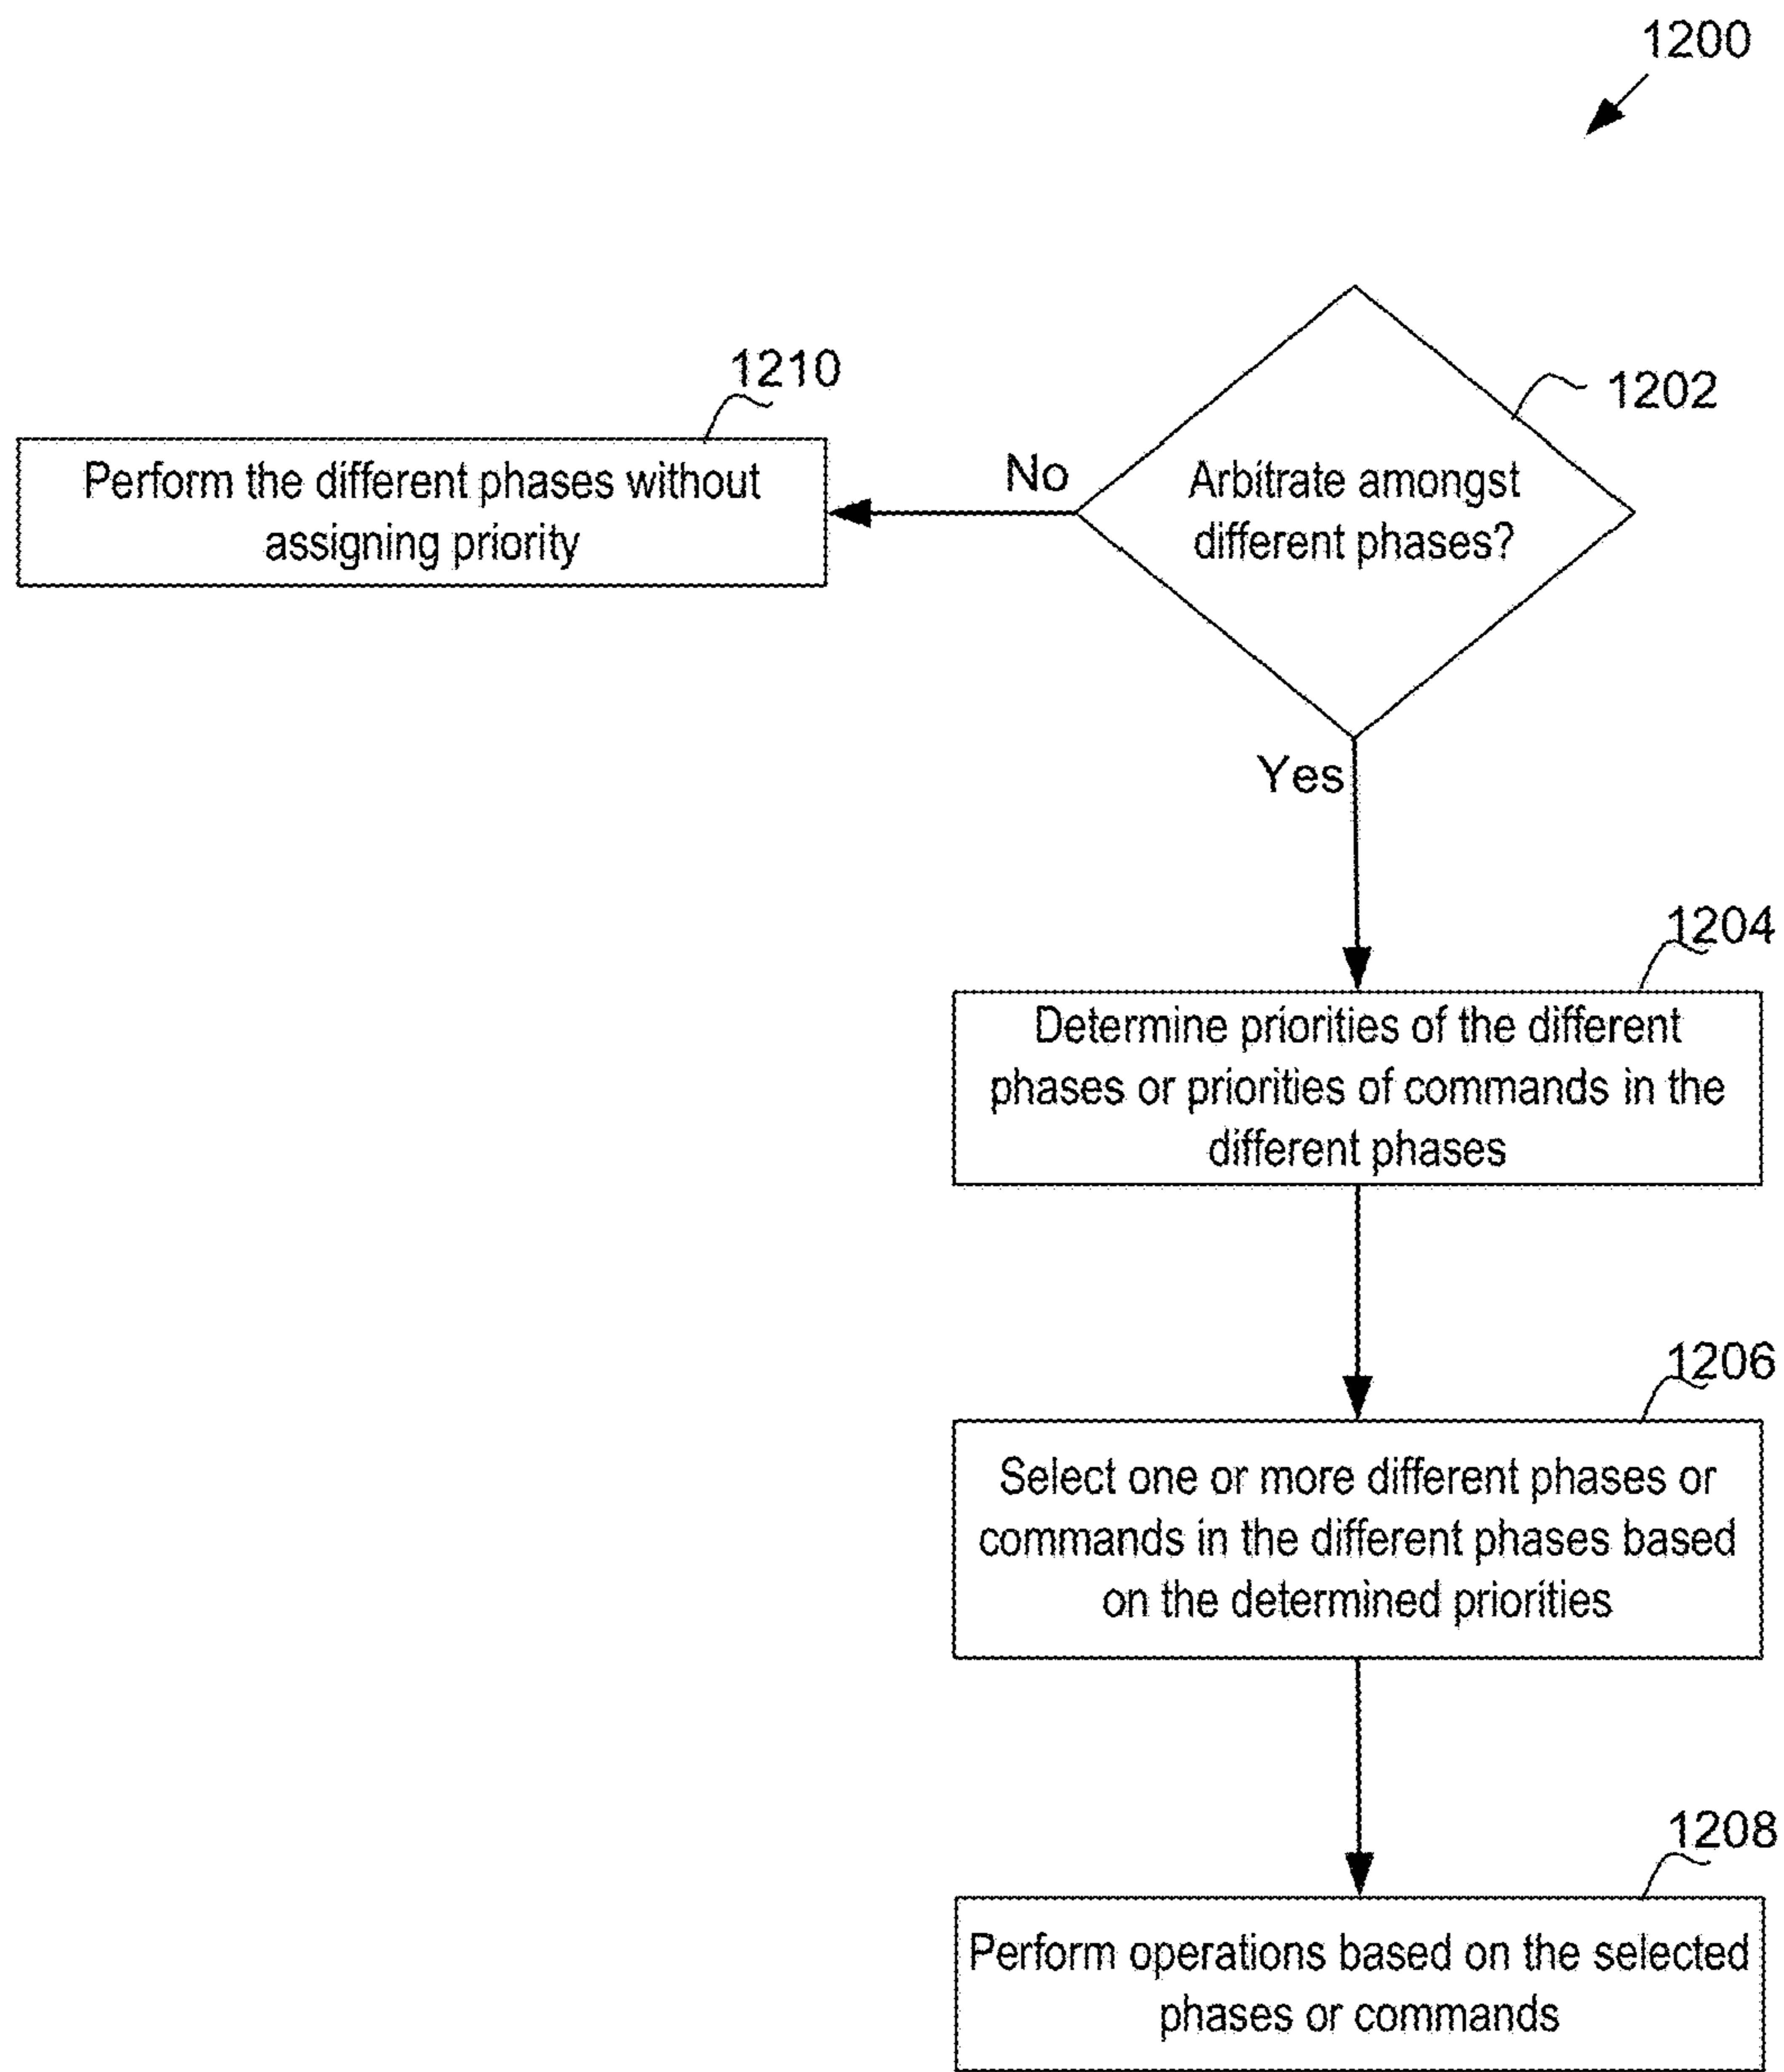 1200
1210
1202
Perform the different phases without
assigning priority
No
Arbitrate amongst
different phases?
Yes
1204
Determine priorities of the different
phases or priorities of commands in the
different phases
1206
Select one or more different phases or
commands in the different phases based
on the determined priorities
1208
Perform operations based on the selected
phases or commands